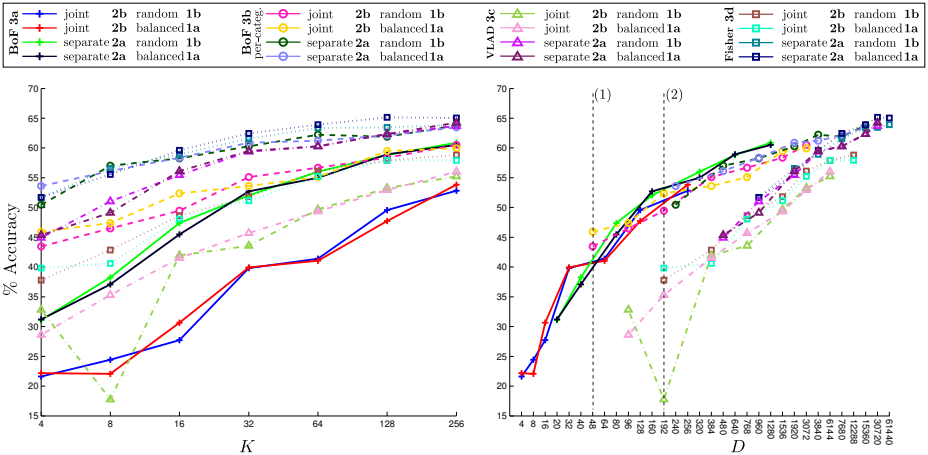 BoF 3a
joint 2b random 1b
joint 2b balanced 1a
separate 2a random 1b
separate 2a balanced 1a
BoF 3b
per-categ.
joint 2b random 1b
joint 2b balanced 1a
separate 2a random 1b
separate 2a balanced 1a
VLAD 3c
joint 2b random 1b
joint 2b balanced 1a
separate 2a random 1b
separate 2a balanced 1a
Fisher 3d
joint 2b random 1b
joint 2b balanced 1a
separate 2a random 1b
separate 2a balanced 1a
% Accuracy
70
65
60
55
50
45
40
35
30
25
20
15
4 8 16 32 64 128 256
K
(1) (2)
70
65
60
55
50
45
40
35
30
25
20
15
4 8 16 20 32 40 48 64 80 96 128 160 192 240 256 320 384 480 640 768 960 1280 1536 1920 3072 3840 6144 7680 12288 15360 30720 61440
D